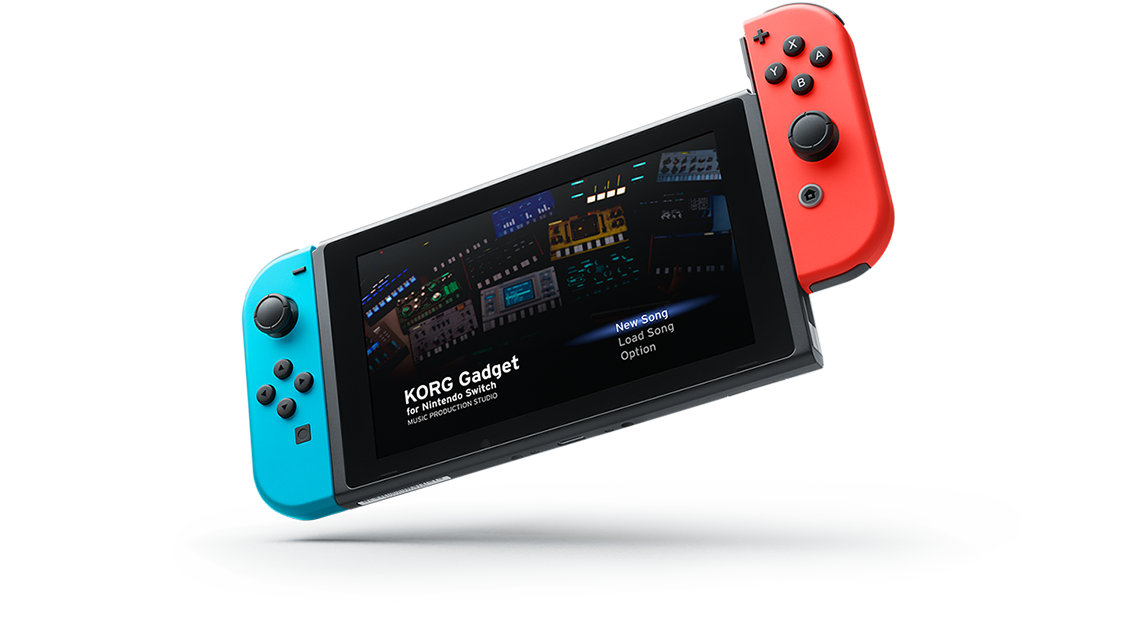 X
Y
A
B
New Song
Load Song
Option
KORG Gadget
for Nintendo Switch
MUSIC PRODUCTION STUDIO